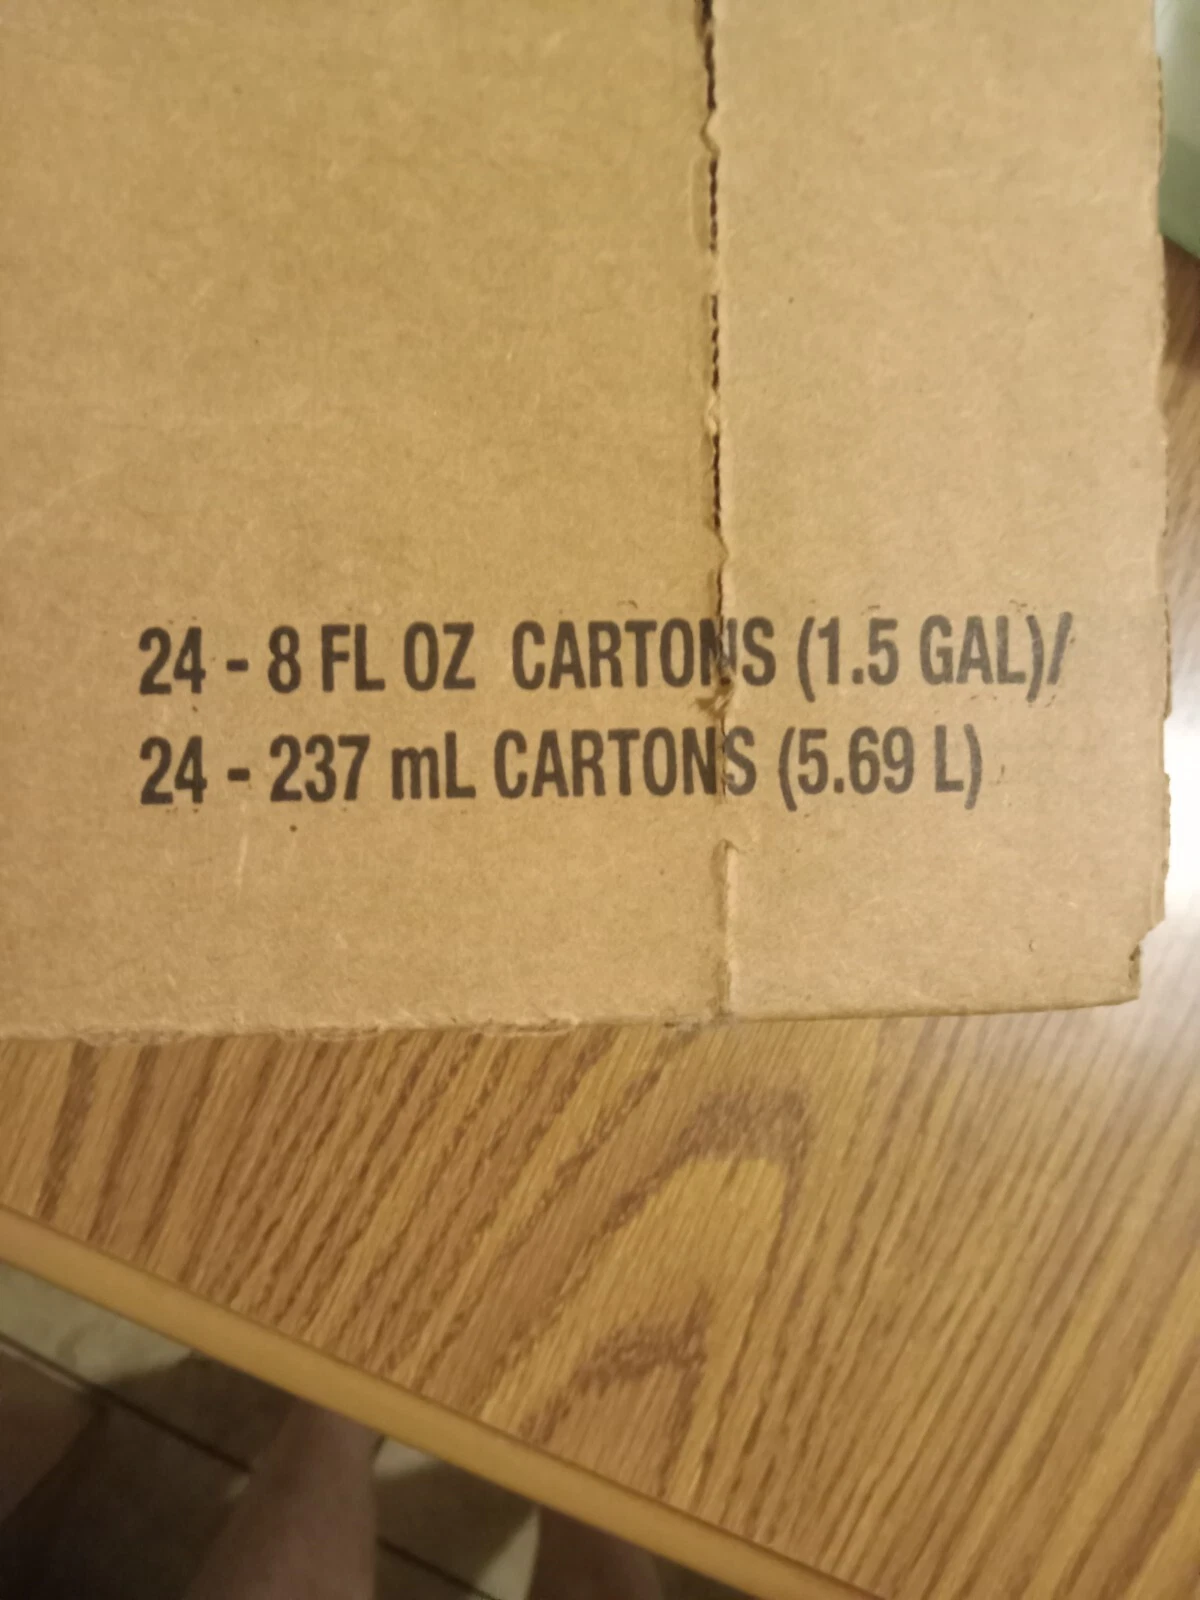 24 - 8 FL OZ CARTONS (1.5 GAL)/
24 - 237 mL CARTONS (5.69 L)